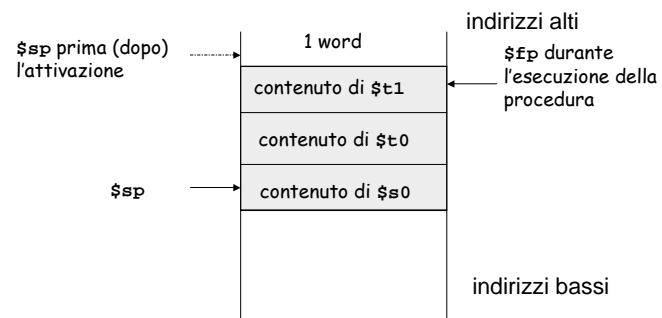 indirizzi alti
$sp prima (dopo)
l'attivazione
1 word
$fp durante
l'esecuzione della
procedura
contenuto di $t1
contenuto di $t0
$sp
contenuto di $s0
indirizzi bassi